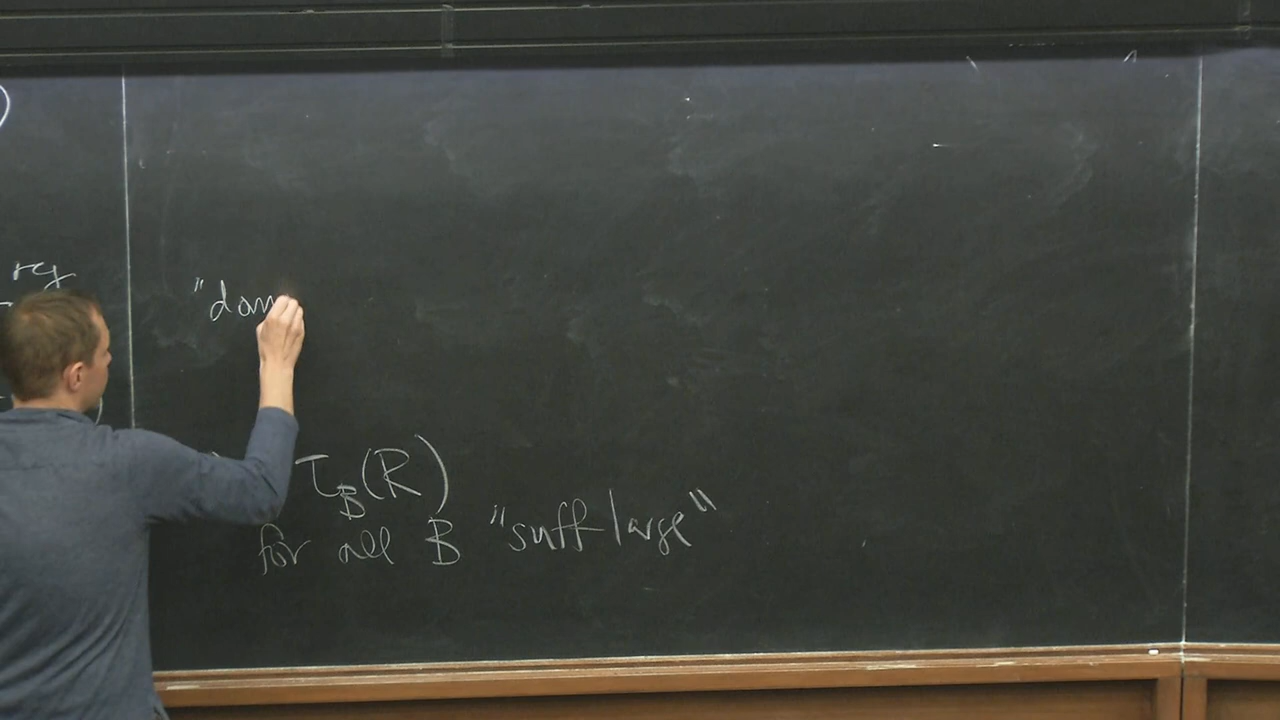 "dom
τ_B(R)
for all B "suff large"